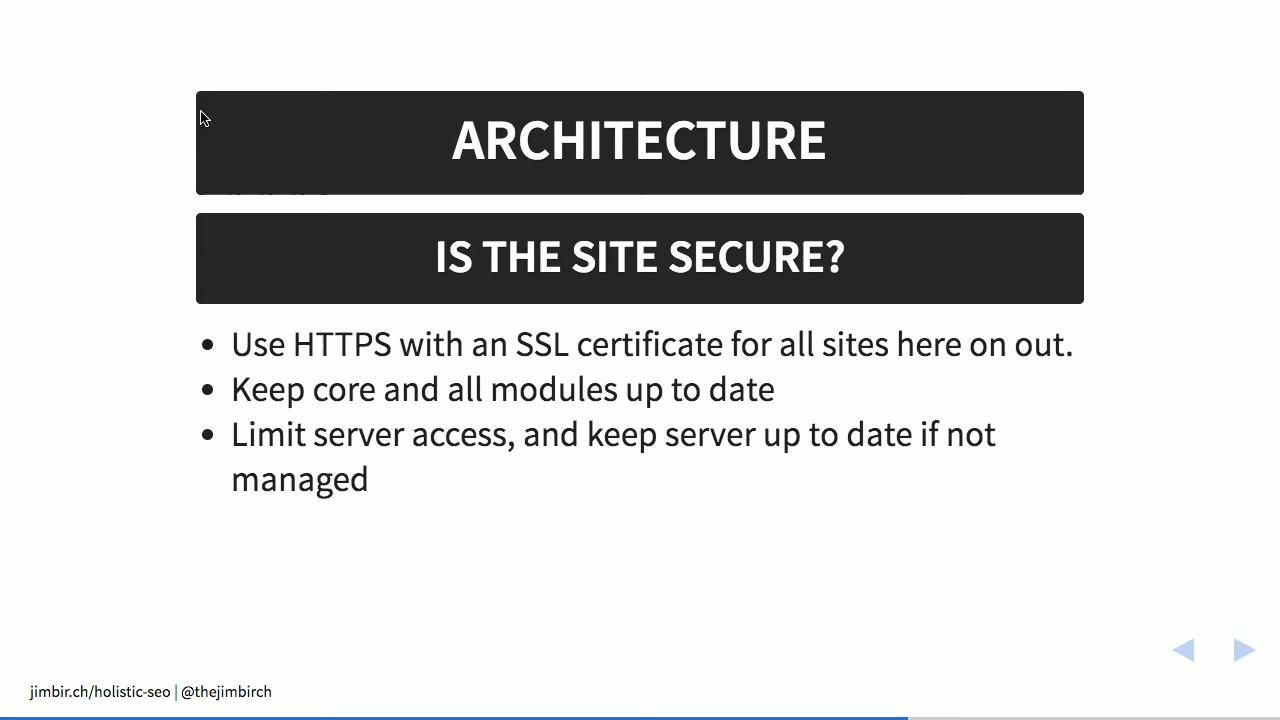 ARCHITECTURE
IS THE SITE SECURE?
• Use HTTPS with an SSL certificate for all sites here on out.
• Keep core and all modules up to date
• Limit server access, and keep server up to date if not
managed
jimbir.ch/holistic-seo | @thejimbirch